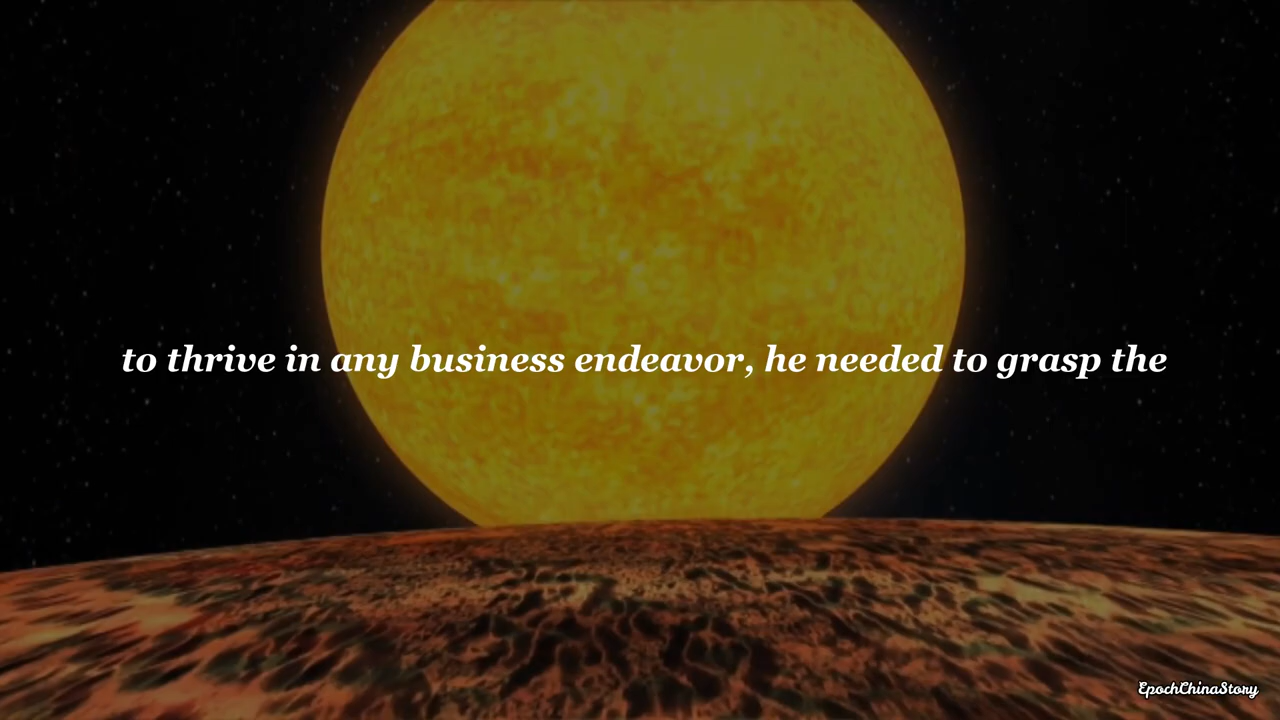 to thrive in any business endeavor, he needed to grasp the
EpochChinaStory